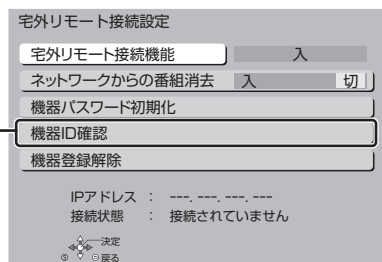 宅外リモート接続設定
宅外リモート接続機能 入
ネットワークからの番組消去 入 切
機器パスワード初期化
機器ID確認
機器登録解除
IPアドレス : ---. ---. ---. ---
接続状態 : 接続されていません
決定
S 戻る